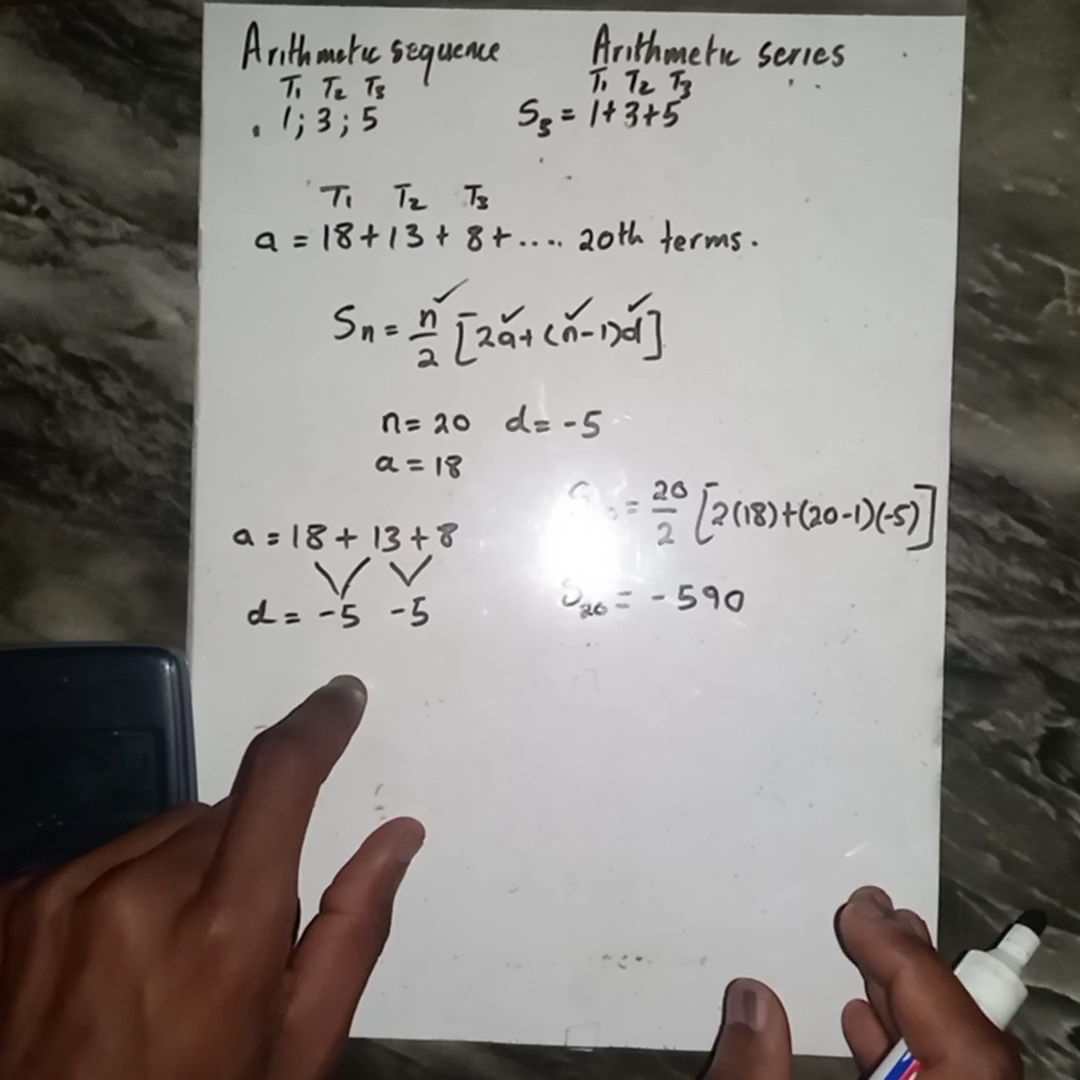 Arithmetic sequence
T₁ T₂ T₃
1; 3; 5
Arithmetic series
T₁ T₂ T₃
S₃ = 1+3+5
T₁ T₂ T₃
a = 18+13+8+.... 20th terms.
Sn = n/2 [2a+(n-1)d]
n = 20 d = -5
a = 18
a = 18 + 13 + 8
d = -5 -5
= 20/2 [2(18)+(20-1)(-5)]
S₂₀ = -590